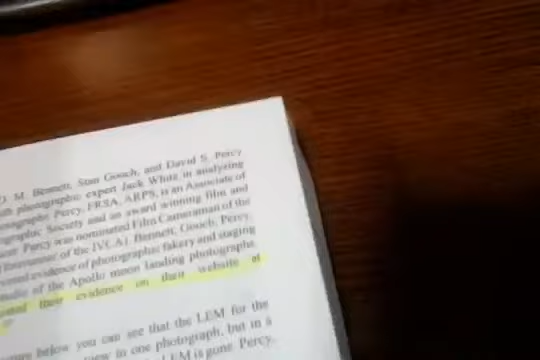 D. M. Bennett, Stan Gooch, and David S. Percy
photographic expert Jack White in analyzing
Percy, FRSA, ARPS, is an Associate of
graphic Society and an award winning film and
Percy was nominated Film Cameraman of the
of the IVCA]. Bennett, Gooch, Percy,
evidence of photographic fakery and staging
of the Apollo moon landing photographs
their evidence on their website at
below you can see that the LEM for the
view in one photograph, but in a
LEM is gone. Percy,